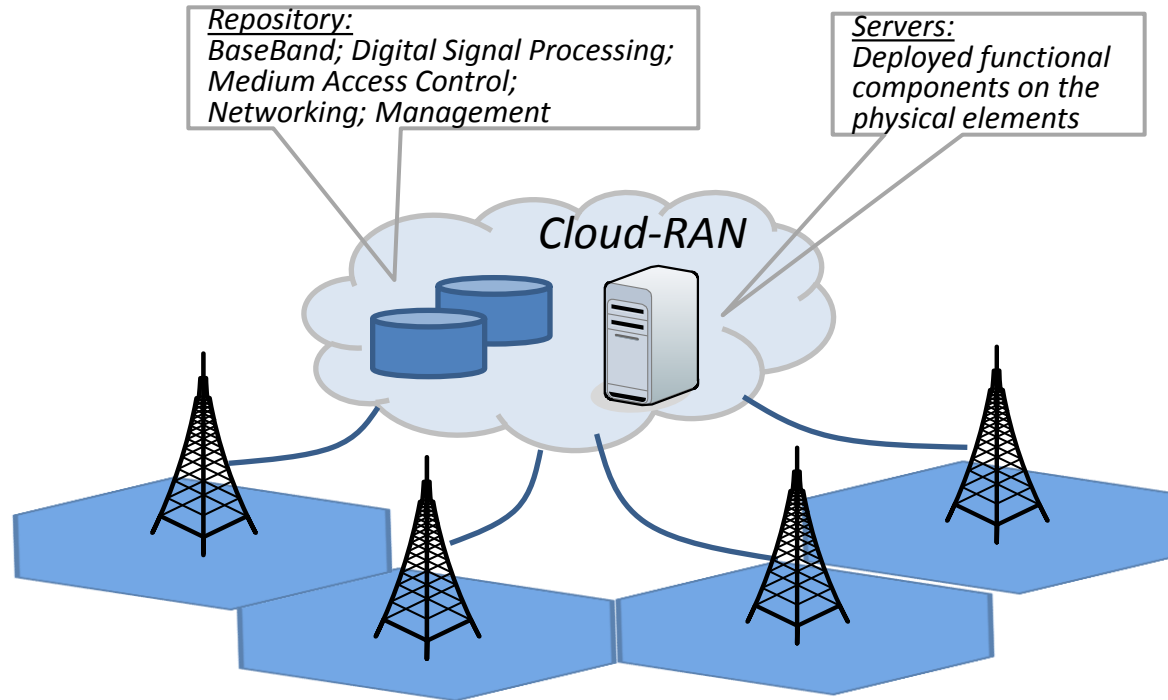 Repository:
BaseBand; Digital Signal Processing;
Medium Access Control;
Networking; Management
Servers:
Deployed functional
components on the
physical elements
Cloud-RAN